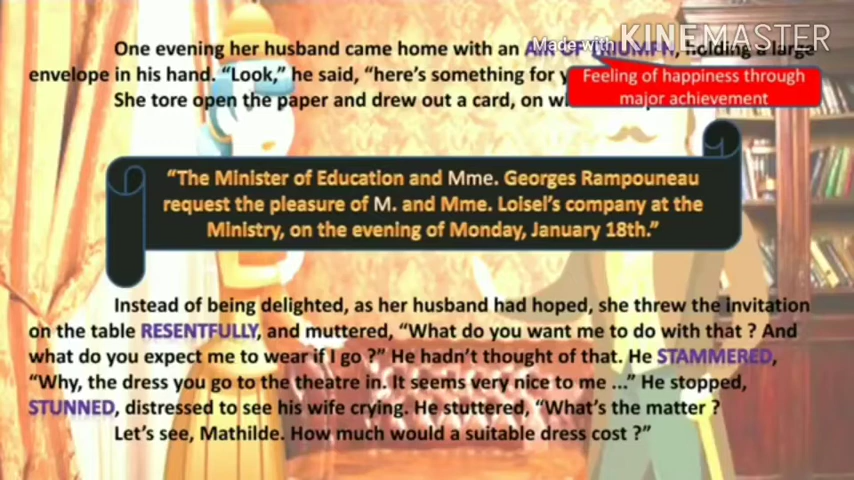 Made with KINEMASTER
One evening her husband came home with an AIR OF TRIUMPH, holding a large
envelope in his hand. “Look,” he said, “here’s something for
Feeling of happiness through
major achievement
She tore open the paper and drew out a card, on
“The Minister of Education and Mme. Georges Rampouneau
request the pleasure of M. and Mme. Loisel’s company at the
Ministry, on the evening of Monday, January 18th.”
Instead of being delighted, as her husband had hoped, she threw the invitation
on the table RESENTFULLY, and muttered, “What do you want me to do with that ? And
what do you expect me to wear if I go ?” He hadn’t thought of that. He STAMMERED,
“Why, the dress you go to the theatre in. It seems very nice to me ...” He stopped,
STUNNED, distressed to see his wife crying. He stuttered, “What’s the matter ?
Let’s see, Mathilde. How much would a suitable dress cost ?”